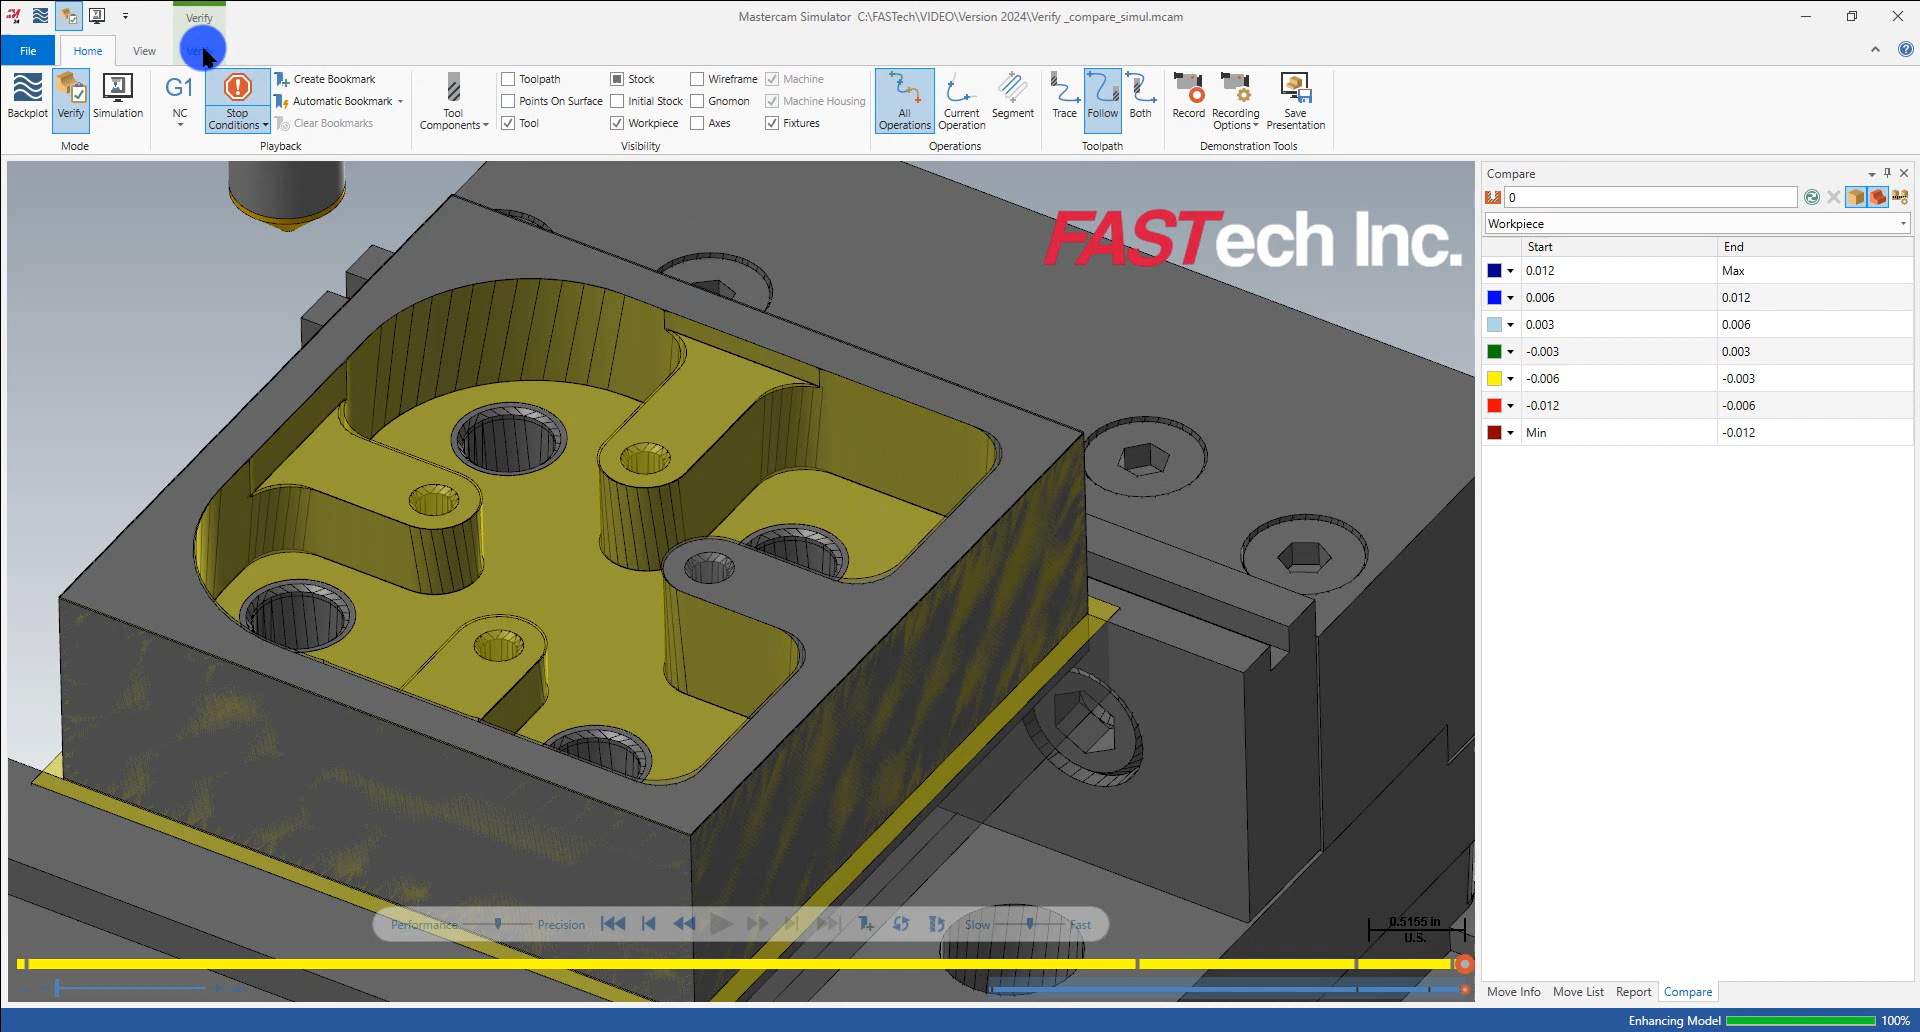 Verify
Mastercam Simulator C:\FASTech\VIDEO\Version 2024\Verify _compare_simul.mcam
File
Home
View
Backplot
Verify
Simulation
Mode
G1
NC
Stop
Conditions
Create Bookmark
Automatic Bookmark
Clear Bookmarks
Playback
Tool
Components
Toolpath
Points On Surface
Tool
Stock
Initial Stock
Workpiece
Wireframe
Gnomon
Axes
Machine
Machine Housing
Fixtures
Visibility
All
Operations
Current
Operation
Segment
Operations
Trace
Follow
Both
Toolpath
Record
Recording
Options
Save
Presentation
Demonstration Tools
FASTech Inc.
Compare
0
Workpiece
Start End
0.012 Max
0.006 0.012
0.003 0.006
-0.003 0.003
-0.006 -0.003
-0.012 -0.006
Min -0.012
Performance
Precision
Slow
Fast
0.5155 in
U.S.
Move Info Move List Report Compare
Enhancing Model 100%